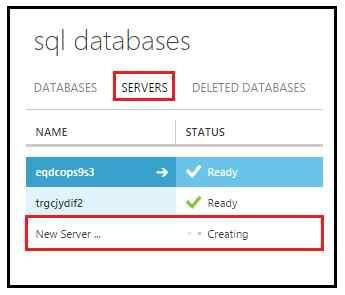 sql databases
DATABASES SERVERS DELETED DATABASES
NAME STATUS
eqdcops9s3 Ready
trgcjydif2 Ready
New Server ... Creating